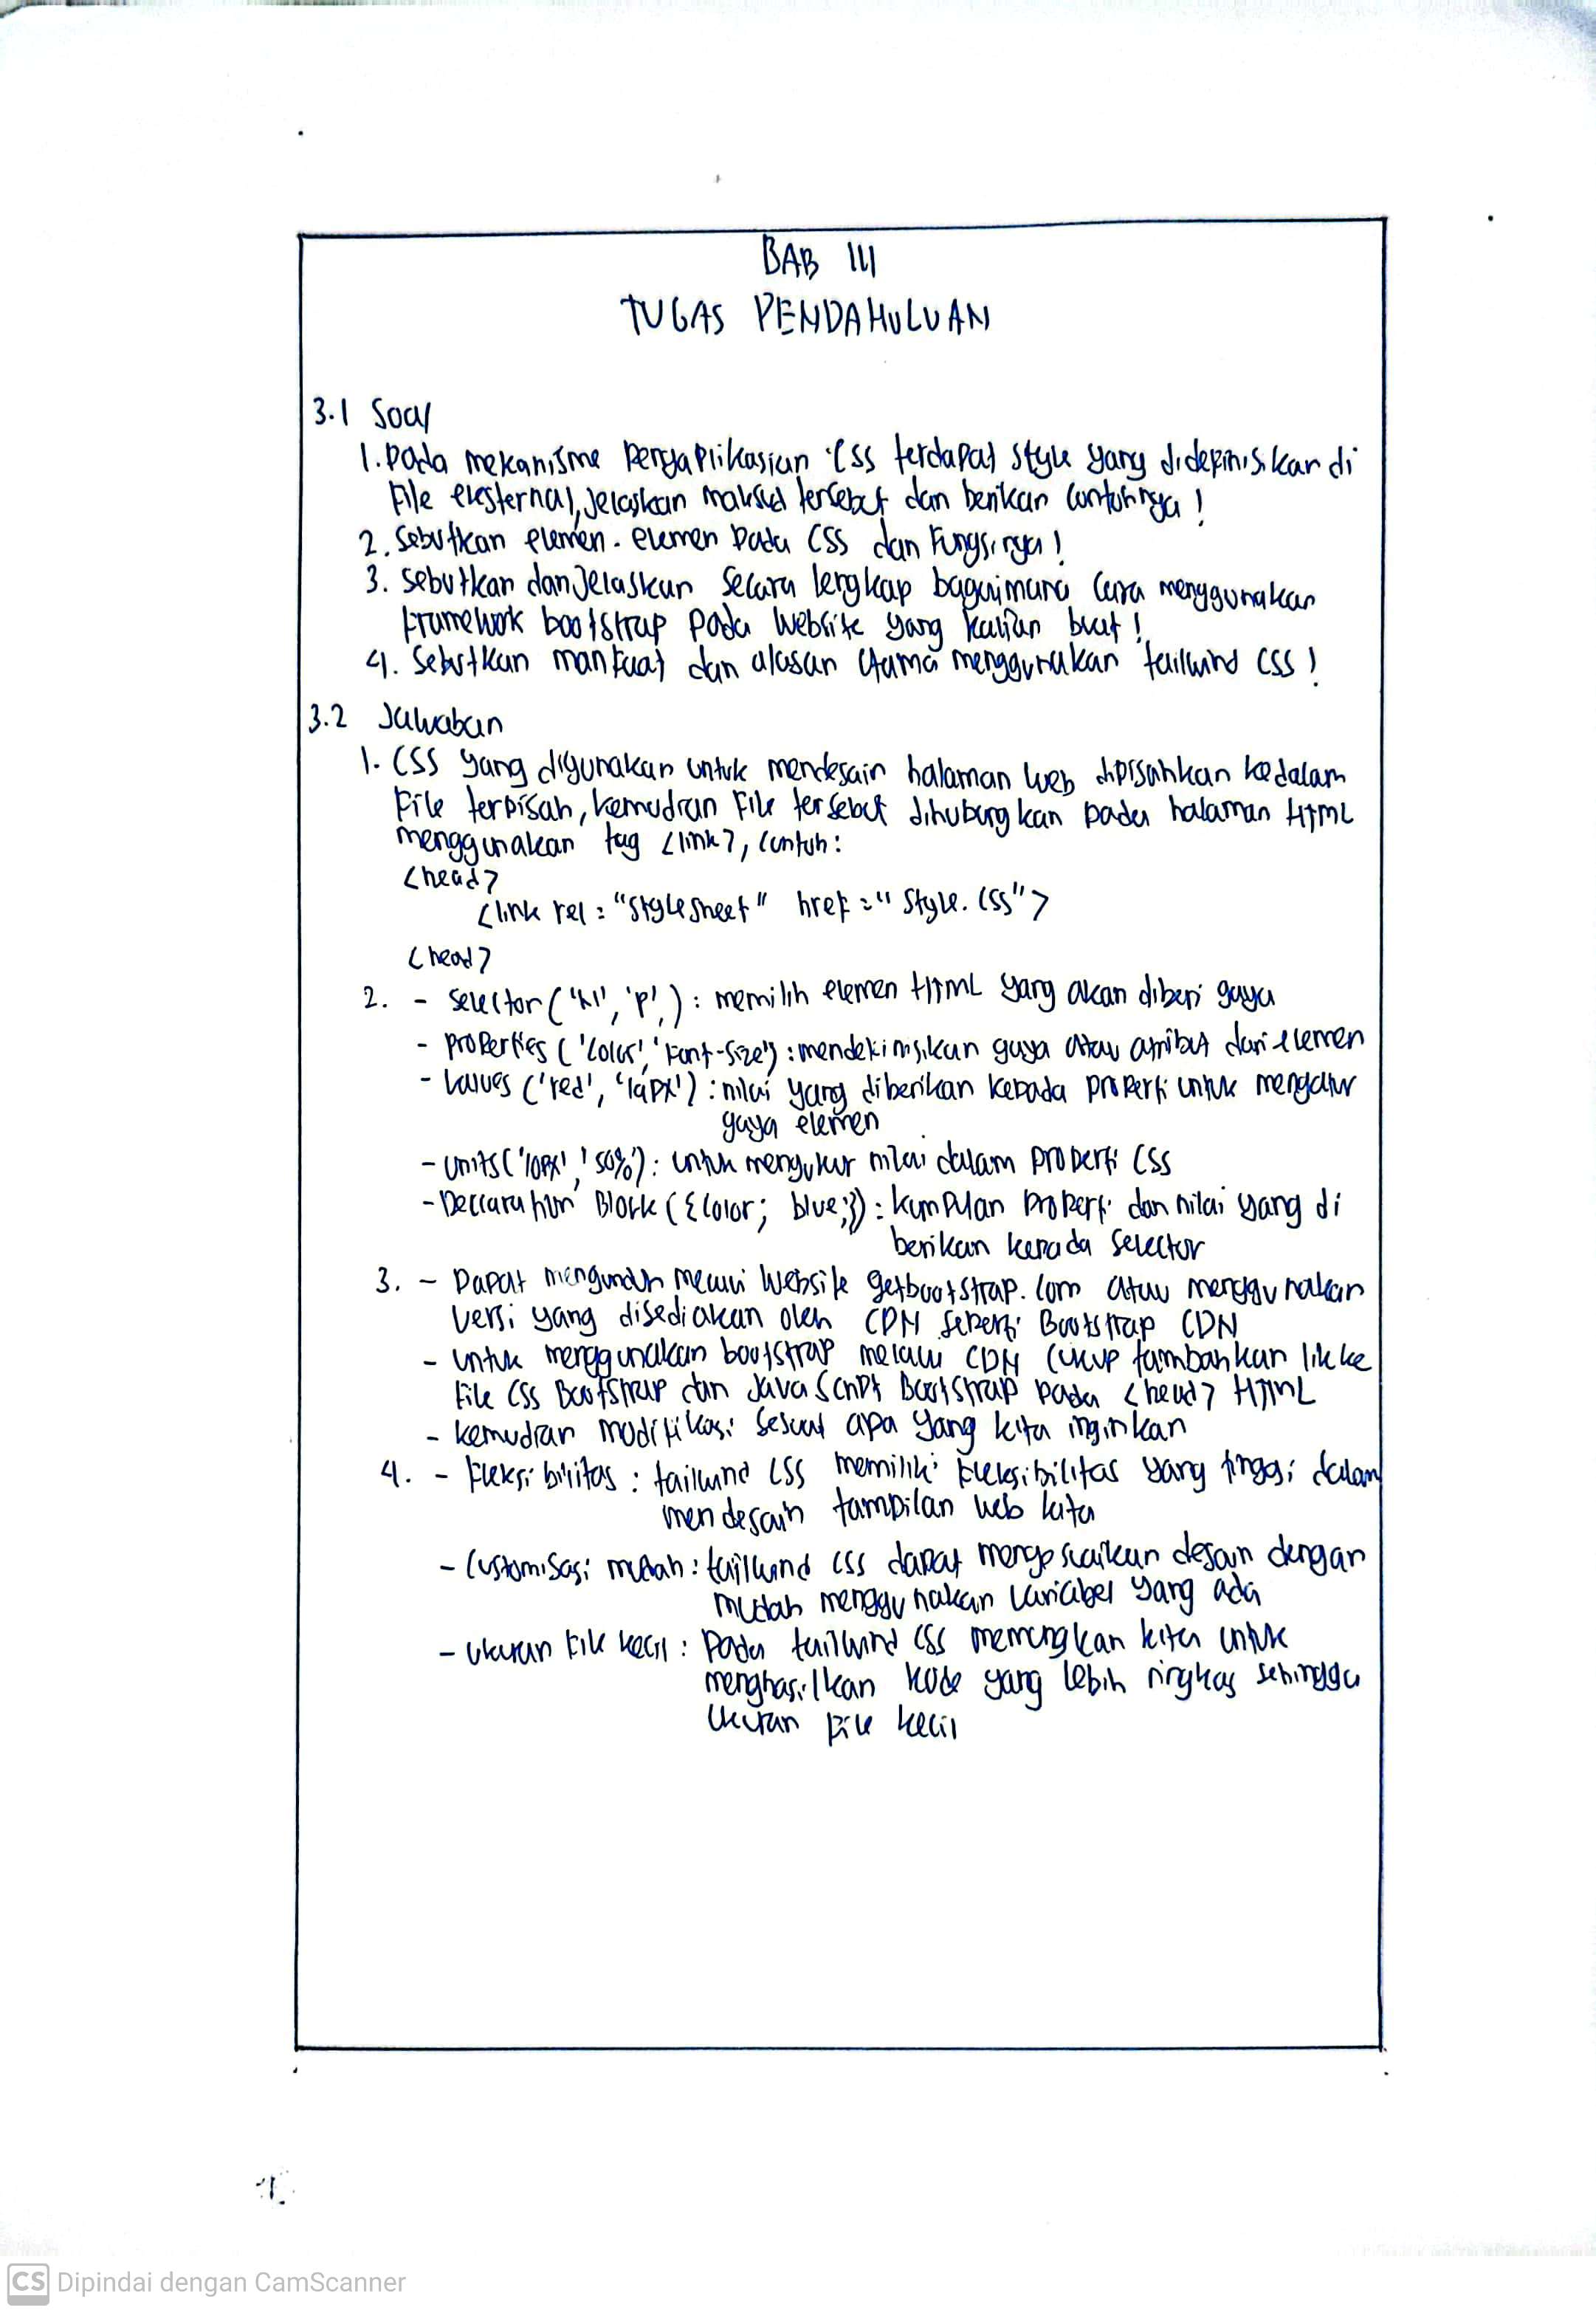 BAB III
TUGAS PENDAHULUAN
3.1 Soal
1. Pada mekanisme pengaplikasian CSS terdapat style yang didefinisikan di
file eksternal, jelaskan maksud tersebut dan berikan contohnya !
2. Sebutkan elemen-elemen pada CSS dan fungsinya !
3. Sebutkan dan jelaskan secara lengkap bagaimana cara menggunakan
framework bootstrap pada website yang kalian buat !
4. Sebutkan manfaat dan alasan utama menggunakan tailwind CSS !
3.2 Jawaban
1. CSS yang digunakan untuk mendesain halaman web dipisahkan kedalam
file terpisah, kemudian file tersebut dihubungkan pada halaman HTML
menggunakan tag <link>, contoh:
<head>
<link rel = "stylesheet" href = "style.css">
<head>
2. - Selector ('h1', 'p',) : memilih elemen HTML yang akan diberi gaya
- Properties ('color', 'font-size') : mendefinisikan gaya atau atribut dari elemen
- Values ('red', '12px') : nilai yang diberikan kepada properti untuk mengatur
gaya elemen
- Units ('10px', '50%') : untuk mengukur nilai dalam properti CSS
- Declaration Block ({color; blue;}) : kumpulan properti dan nilai yang di
berikan kepada selector
3. - Dapat mengunduh melalui website getbootstrap.com atau menggunakan
versi yang disediakan oleh CDN seperti Bootstrap CDN
- untuk menggunakan bootstrap melalui CDN cukup tambahkan lik ke
file CSS Bootstrap dan JavaScript Bootstrap pada <head> HTML
- kemudian modifikasi sesuai apa yang kita inginkan
4. - Fleksibilitas : tailwind CSS memiliki fleksibilitas yang tinggi dalam
mendesain tampilan web kita
- Customisasi mudah : tailwind css dapat menyesuaikan desain dengan
mudah menggunakan variabel yang ada
- Ukuran file kecil : Pada tailwind CSS memungkan kita untuk
menghasilkan kode yang lebih ringkas sehingga
ukuran file kecil
CS Dipindai dengan CamScanner